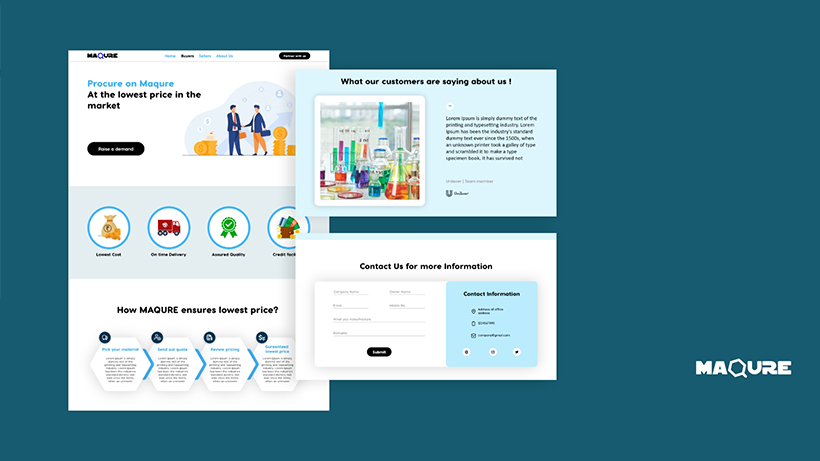 MAQURE
Home Buyers Sellers About Us
Partner with us
Procure on Maqure
At the lowest price in the
market
Raise a demand
Lowest Cost
On time Delivery
Assured Quality
Credit facil
How MAQURE ensures lowest price?
Pick your material
Send out quote
Review pricing
Guaranteed
lowest price
What our customers are saying about us !
Lorem Ipsum is simply dummy text of the
printing and typesetting industry. Lorem
Ipsum has been the industry's standard
dummy text ever since the 1500s, when
an unknown printer took a galley of type
and scrambled it to make a type
specimen book. It has survived not
Unilever | Team member
Unilever
Contact Us for more Information
Company Name
Owner Name
Email
Mobile No
What you manufacture
Remarks
Submit
Contact Information
Address of office
address
company@gmail.com
MAQURE